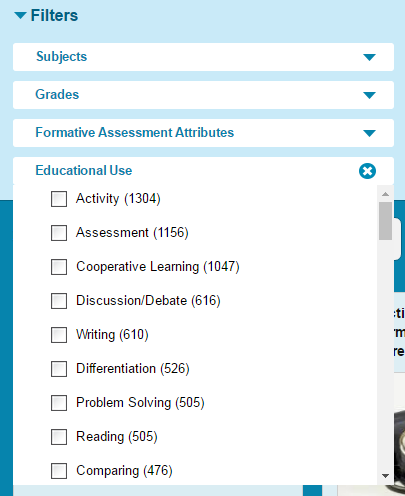 Filters
Subjects
Grades
Formative Assessment Attributes
Educational Use
Activity (1304)
Assessment (1156)
Cooperative Learning (1047)
Discussion/Debate (616)
Writing (610)
Differentiation (526)
Problem Solving (505)
Reading (505)
Comparing (476)